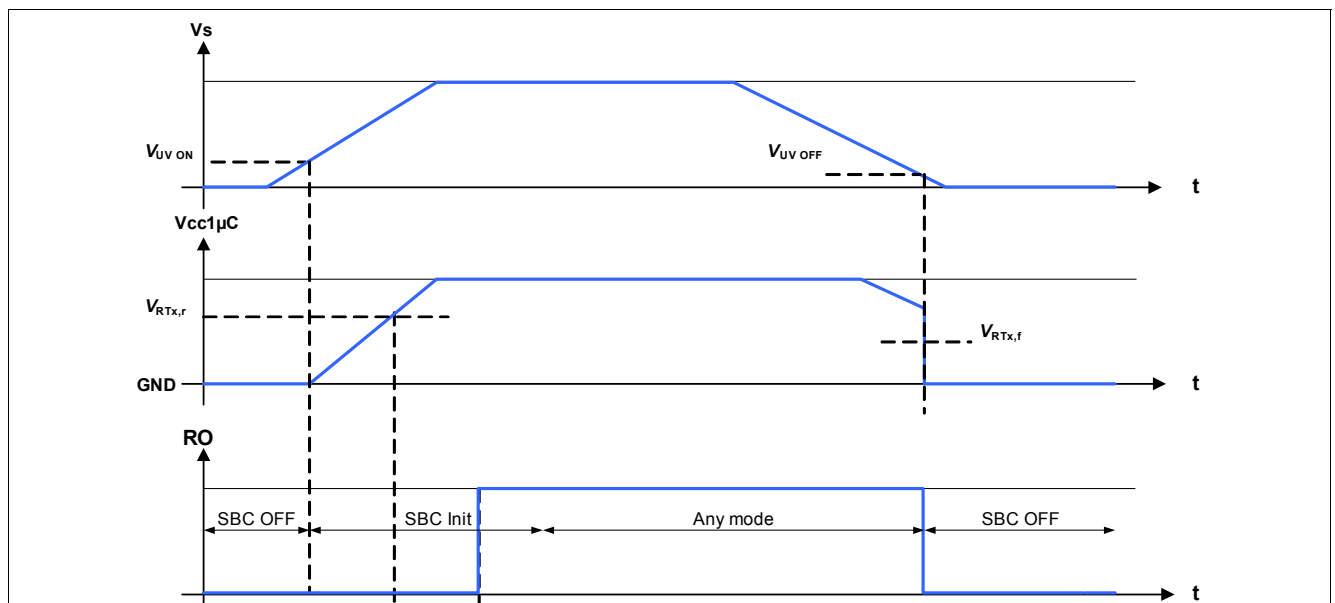 Vs
VUV ON
VUV OFF
t
Vcc1µC
VRTx,r
VRTx,f
GND
t
RO
SBC OFF
SBC Init
Any mode
SBC OFF
t